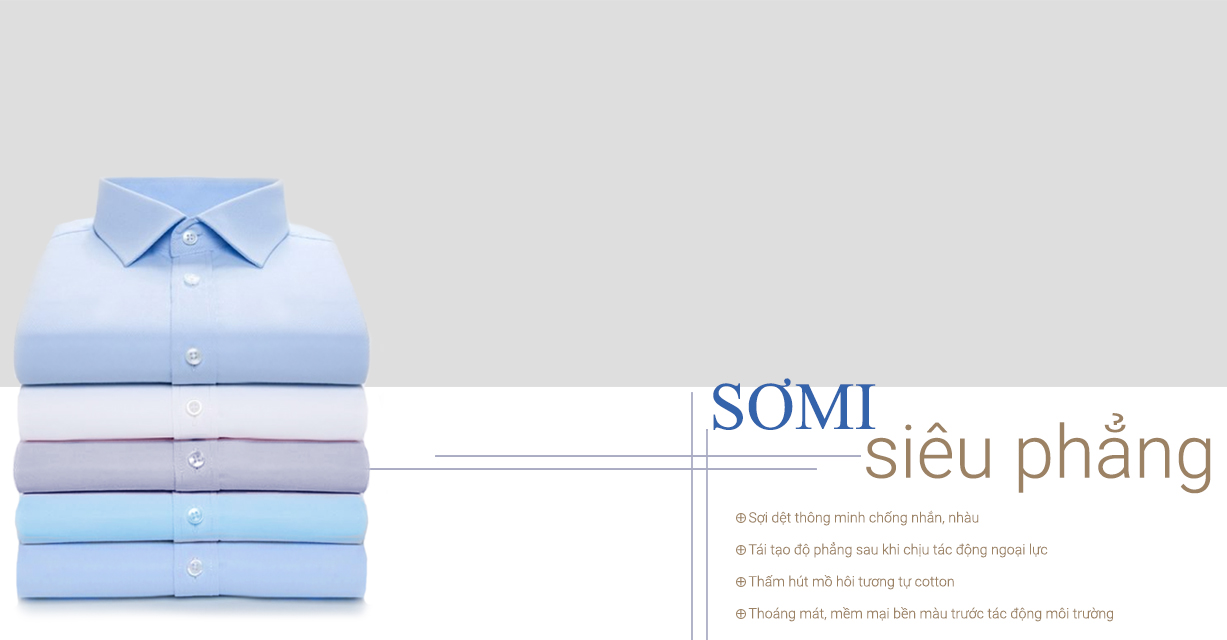 SƠMI
siêu phẳng
⊕Sợi dệt thông minh chống nhắn, nhàu
⊕Tái tạo độ phẳng sau khi chịu tác động ngoại lực
⊕Thấm hút mồ hôi tương tự cotton
⊕Thoáng mát, mềm mại bền màu trước tác động môi trường